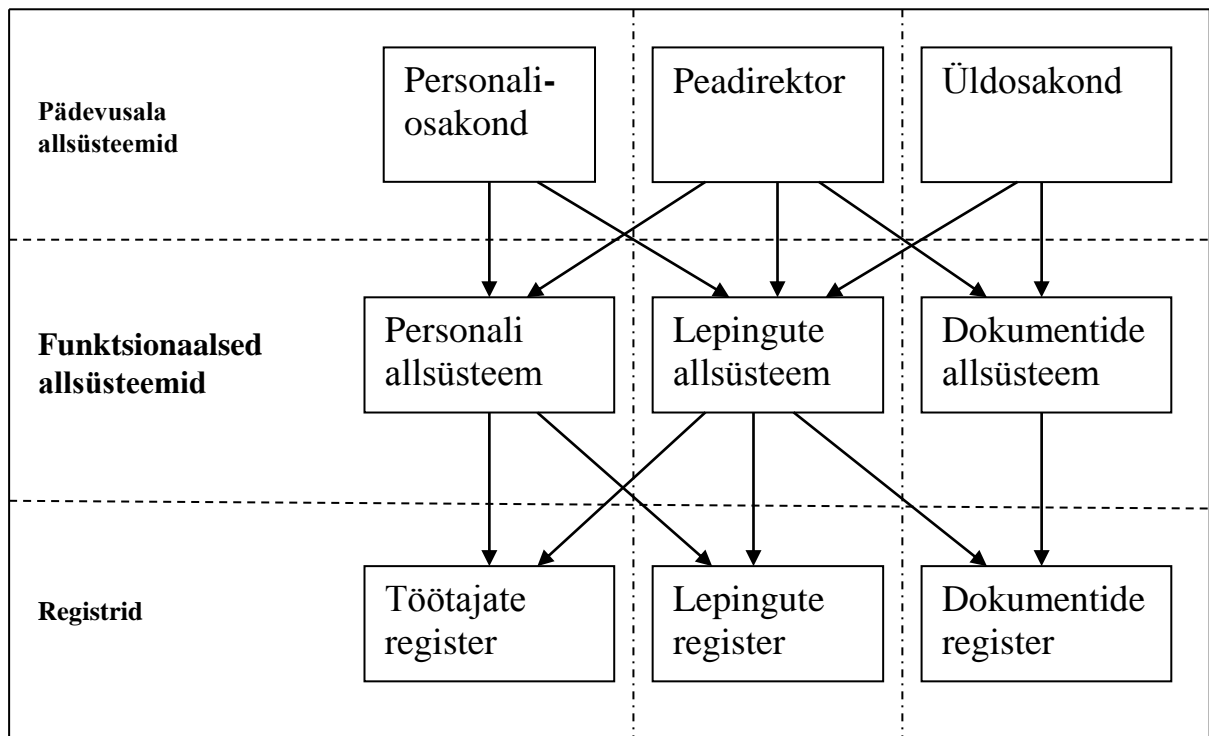 Pädevusala
allsüsteemid
Personali-
osakond
Peadirektor
Üldosakond
Funktsionaalsed
allsüsteemid
Personali
allsüsteem
Lepingute
allsüsteem
Dokumentide
allsüsteem
Registrid
Töötajate
register
Lepingute
register
Dokumentide
register